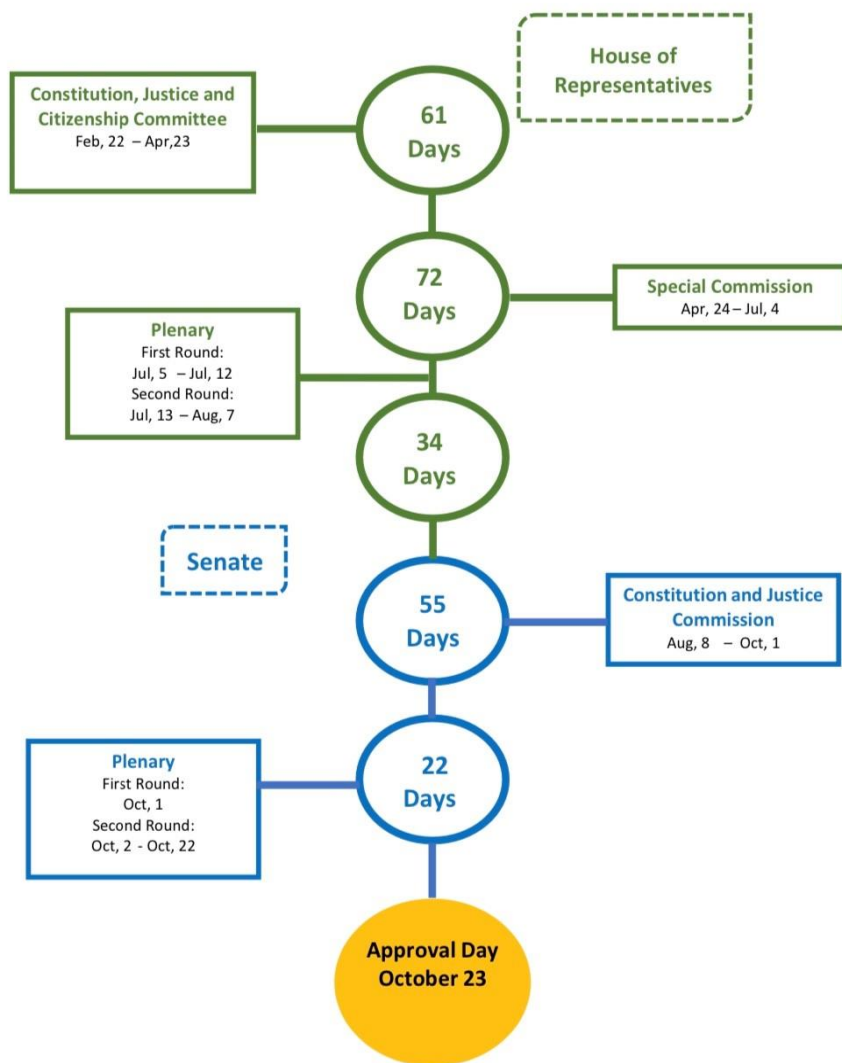 House of
Representatives
Constitution, Justice and
Citizenship Committee
Feb, 22 – Apr,23
61
Days
72
Days
Special Commission
Apr, 24 – Jul, 4
Plenary
First Round:
Jul, 5 – Jul, 12
Second Round:
Jul, 13 – Aug, 7
34
Days
Senate
55
Days
Constitution and Justice
Commission
Aug, 8 – Oct, 1
Plenary
First Round:
Oct, 1
Second Round:
Oct, 2 - Oct, 22
22
Days
Approval Day
October 23